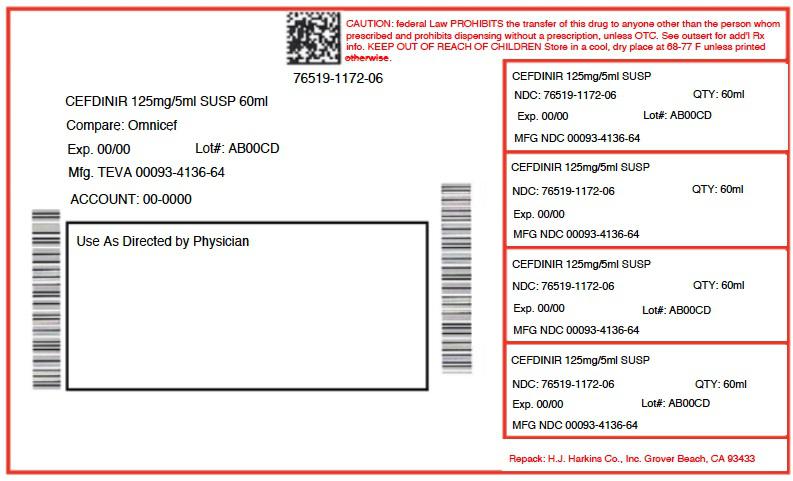 CAUTION: federal Law PROHIBITS the transfer of this drug to anyone other than the person whom
prescribed and prohibits dispensing without a prescription, unless OTC. See outsert for add'l Rx
info. KEEP OUT OF REACH OF CHILDREN Store in a cool, dry place at 68-77 F unless printed
otherwise.
76519-1172-06
CEFDINIR 125mg/5ml SUSP 60ml
Compare: Omnicef
Exp. 00/00 Lot#: AB00CD
Mfg. TEVA 00093-4136-64
ACCOUNT: 00-0000
Use As Directed by Physician
CEFDINIR 125mg/5ml SUSP
NDC: 76519-1172-06 QTY: 60ml
Exp. 00/00 Lot#: AB00CD
MFG NDC 00093-4136-64
CEFDINIR 125mg/5ml SUSP
NDC: 76519-1172-06 QTY: 60ml
Exp. 00/00
MFG NDC 00093-4136-64
CEFDINIR 125mg/5ml SUSP
NDC: 76519-1172-06 QTY: 60ml
Exp. 00/00 Lot#: AB00CD
MFG NDC 00093-4136-64
CEFDINIR 125mg/5ml SUSP
NDC: 76519-1172-06 QTY: 60ml
Exp. 00/00 Lot#: AB00CD
MFG NDC 00093-4136-64
Repack: H.J. Harkins Co., Inc. Grover Beach, CA 93433